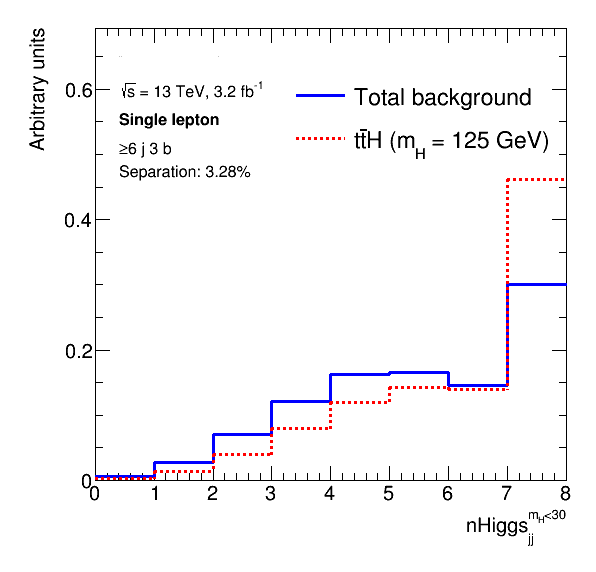 Arbitrary units
0.6
0.4
0.2
0
√s = 13 TeV, 3.2 fb⁻¹
Single lepton
≥6 j 3 b
Separation: 3.28%
Total background
tt̄H (m_H = 125 GeV)
0 1 2 3 4 5 6 7 8
nHiggs_jj^{m_H<30}